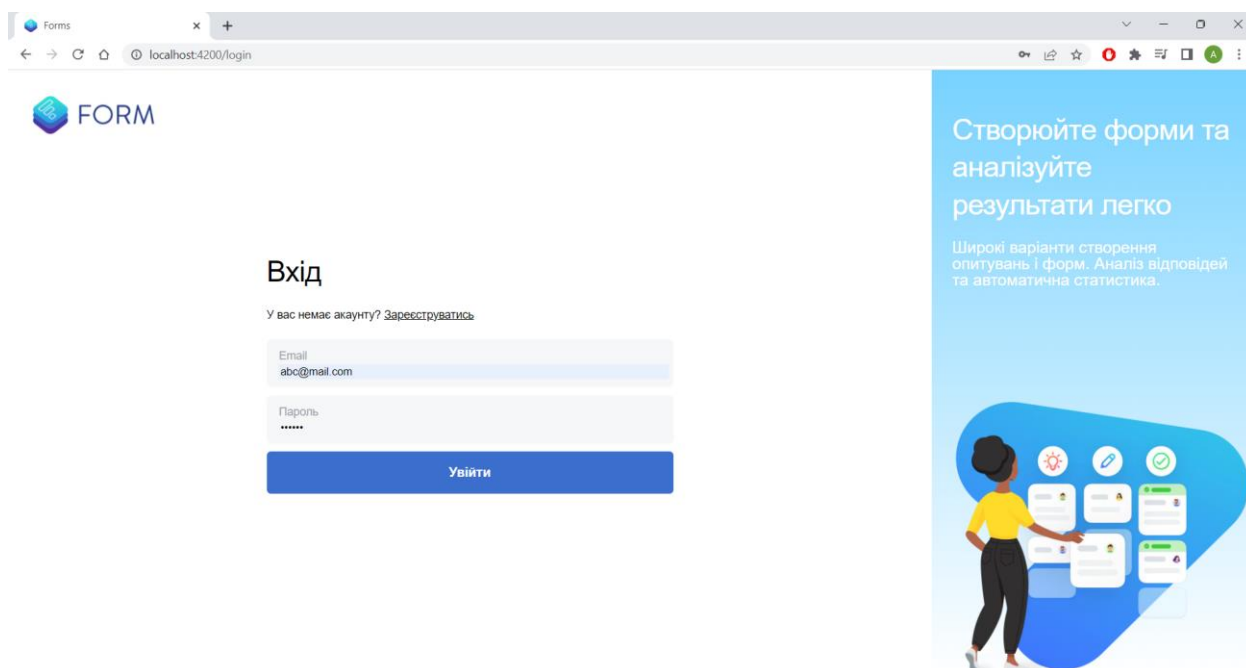 Forms
localhost:4200/login
A
FORM
Створюйте форми та
аналізуйте
результати легко
Широкі варіанти створення
опитувань і форм. Аналіз відповідей
та автоматична статистика.
Вхід
У вас немає акаунту? Зареєструватись
Email
abc@mail.com
Пароль
••••••
Увійти